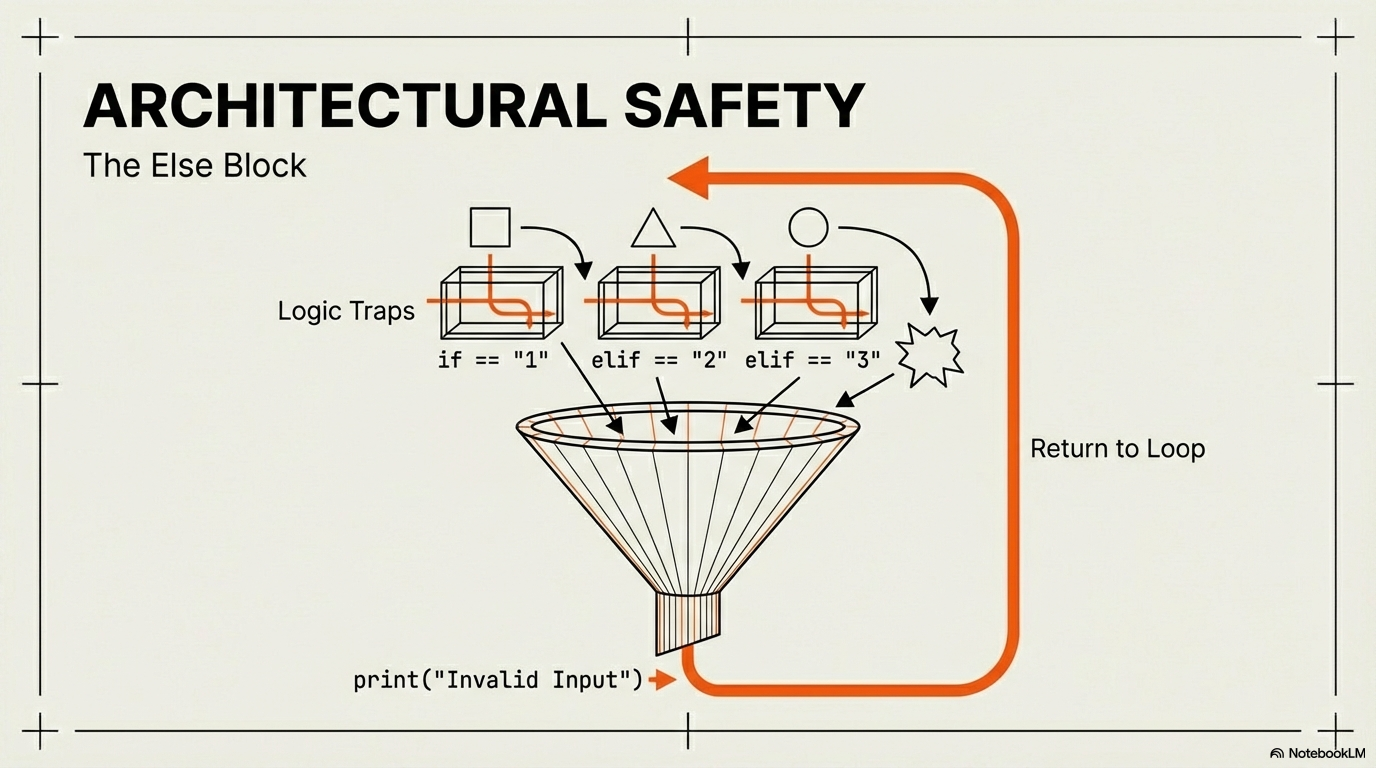 ARCHITECTURAL SAFETY
The Else Block
Logic Traps
if == "1"
elif == "2"
elif == "3"
Return to Loop
print("Invalid Input")
NotebookLM